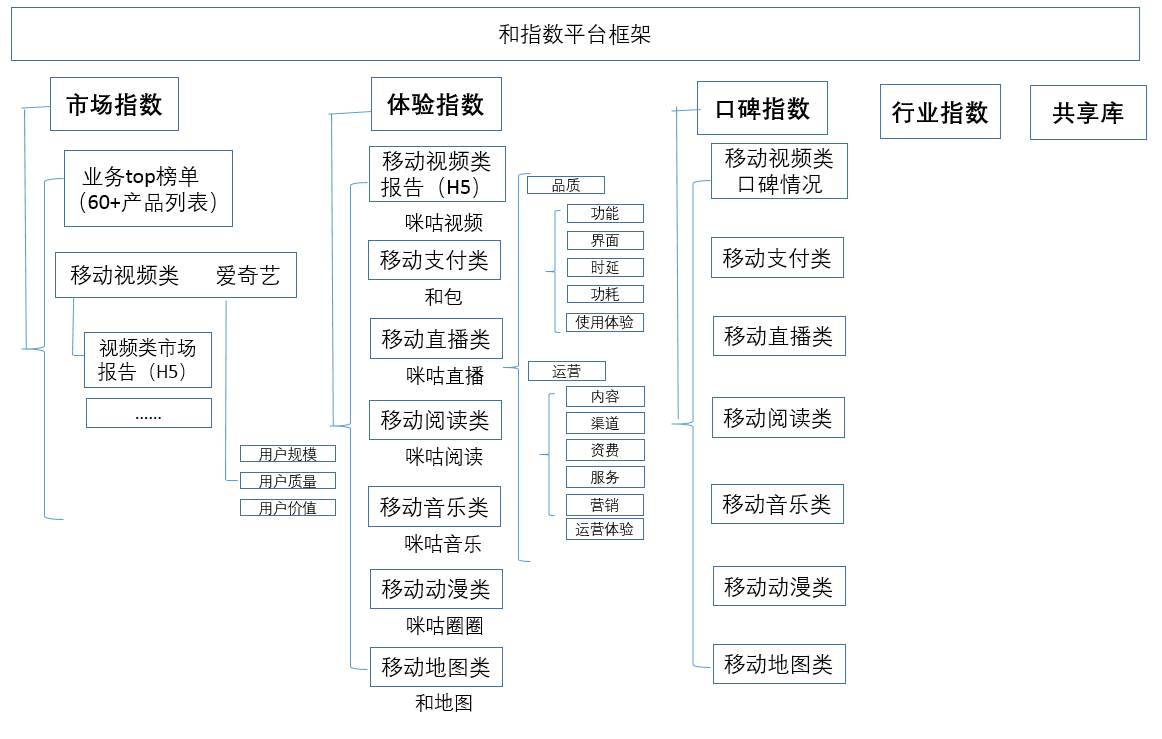 和指数平台框架
市场指数
业务top榜单
（60+产品列表）
移动视频类 爱奇艺
视频类市场
报告（H5）
……
用户规模
用户质量
用户价值
体验指数
移动视频类
报告（H5）
咪咕视频
移动支付类
和包
移动直播类
咪咕直播
移动阅读类
咪咕阅读
移动音乐类
咪咕音乐
移动动漫类
咪咕圈圈
移动地图类
和地图
品质
功能
界面
时延
功耗
使用体验
运营
内容
渠道
资费
服务
营销
运营体验
口碑指数
移动视频类
口碑情况
移动支付类
移动直播类
移动阅读类
移动音乐类
移动动漫类
移动地图类
行业指数
共享库